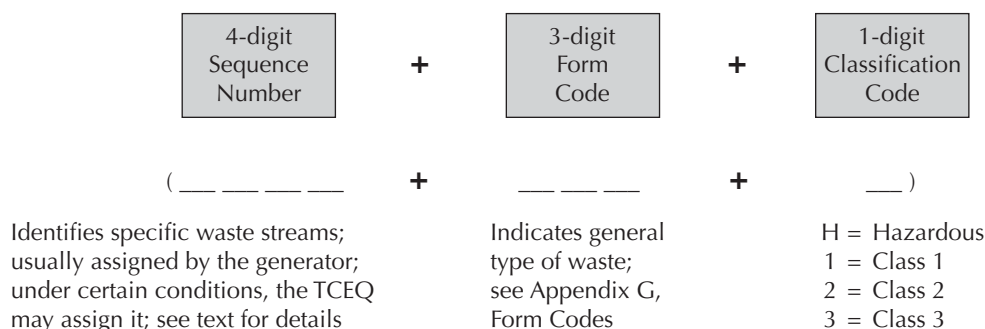 4-digit
Sequence
Number
+
3-digit
Form
Code
+
1-digit
Classification
Code
( ___ ___ ___ ___ + ___ ___ ___ + ___ )
Identifies specific waste streams;
usually assigned by the generator;
under certain conditions, the TCEQ
may assign it; see text for details
Indicates general
type of waste;
see Appendix G,
Form Codes
H = Hazardous
1 = Class 1
2 = Class 2
3 = Class 3